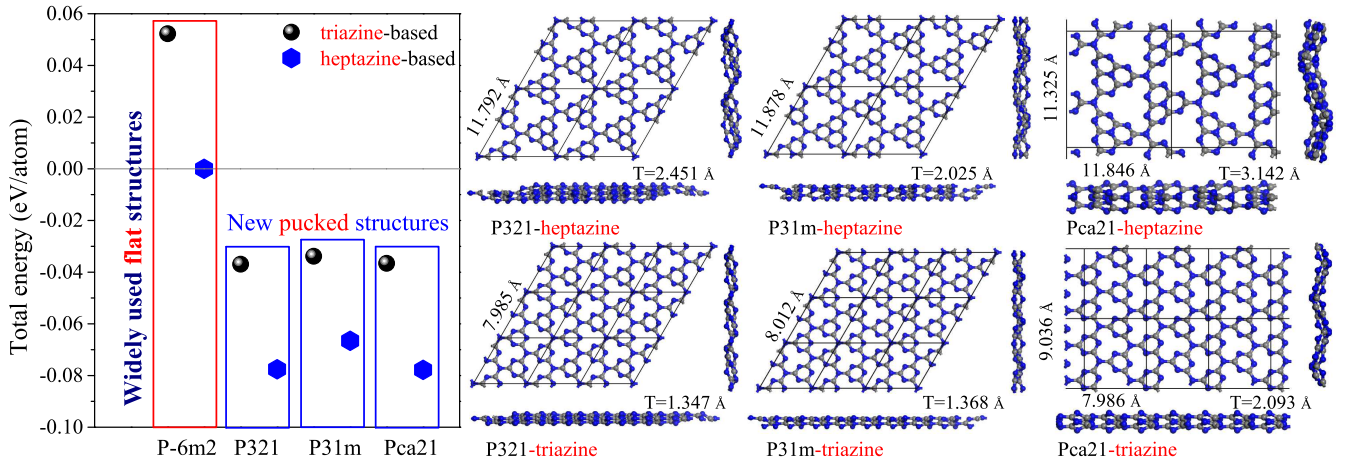 Total energy (eV/atom)
0.06
0.04
0.02
0.00
-0.02
-0.04
-0.06
-0.08
-0.10
P-6m2
P321
P31m
Pca21
triazine-based
heptazine-based
Widely used flat structures
New pucked structures
11.792 Å
T=2.451 Å
P321-heptazine
11.878 Å
T=2.025 Å
P31m-heptazine
11.325 Å
11.846 Å
T=3.142 Å
Pca21-heptazine
7.985 Å
T=1.347 Å
P321-triazine
8.012 Å
T=1.368 Å
P31m-triazine
9.036 Å
7.986 Å
T=2.093 Å
Pca21-triazine